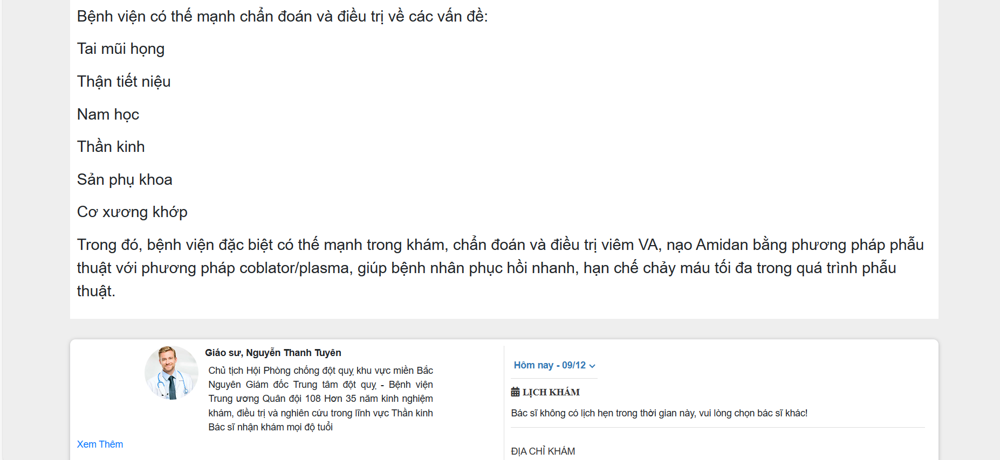 Bệnh viện có thế mạnh chẩn đoán và điều trị về các vấn đề:
Tai mũi họng
Thận tiết niệu
Nam học
Thần kinh
Sản phụ khoa
Cơ xương khớp
Trong đó, bệnh viện đặc biệt có thế mạnh trong khám, chẩn đoán và điều trị viêm VA, nạo Amidan bằng phương pháp phẫu
thuật với phương pháp coblator/plasma, giúp bệnh nhân phục hồi nhanh, hạn chế chảy máu tối đa trong quá trình phẫu
thuật.
Giáo sư, Nguyễn Thanh Tuyên
Chủ tịch Hội Phòng chống đột quỵ khu vực miền Bắc
Nguyên Giám đốc Trung tâm đột quỵ - Bệnh viện
Trung ương Quân đội 108 Hơn 35 năm kinh nghiệm
khám, điều trị và nghiên cứu trong lĩnh vực Thần kinh
Bác sĩ nhận khám mọi độ tuổi
Xem Thêm
Hôm nay - 09/12
LỊCH KHÁM
Bác sĩ không có lịch hẹn trong thời gian này, vui lòng chọn bác sĩ khác!
ĐỊA CHỈ KHÁM